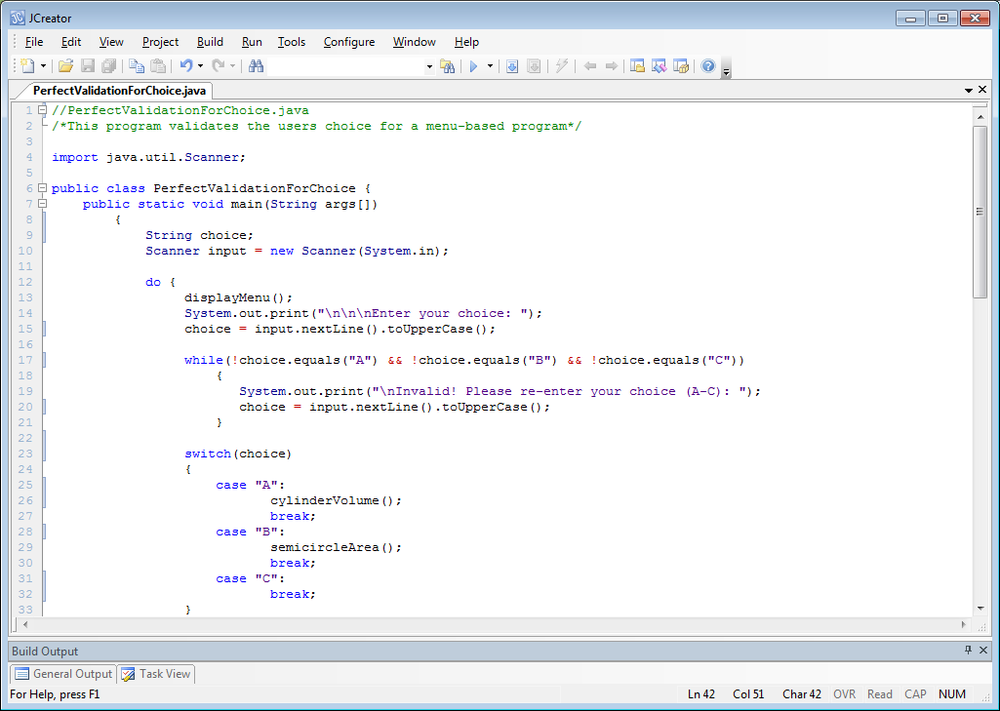 JCreator
File Edit View Project Build Run Tools Configure Window Help
PerfectValidationForChoice.java
1 //PerfectValidationForChoice.java
2 /*This program validates the users choice for a menu-based program*/
3
4 import java.util.Scanner;
5
6 public class PerfectValidationForChoice {
7 public static void main(String args[])
8 {
9 String choice;
10 Scanner input = new Scanner(System.in);
11
12 do {
13 displayMenu();
14 System.out.print("\n\n\nEnter your choice: ");
15 choice = input.nextLine().toUpperCase();
16
17 while(!choice.equals("A") && !choice.equals("B") && !choice.equals("C"))
18 {
19 System.out.print("\nInvalid! Please re-enter your choice (A-C): ");
20 choice = input.nextLine().toUpperCase();
21 }
22
23 switch(choice)
24 {
25 case "A":
26 cylinderVolume();
27 break;
28 case "B":
29 semicircleArea();
30 break;
31 case "C":
32 break;
33 }
Build Output
General Output Task View
For Help, press F1 Ln 42 Col 51 Char 42 OVR Read CAP NUM